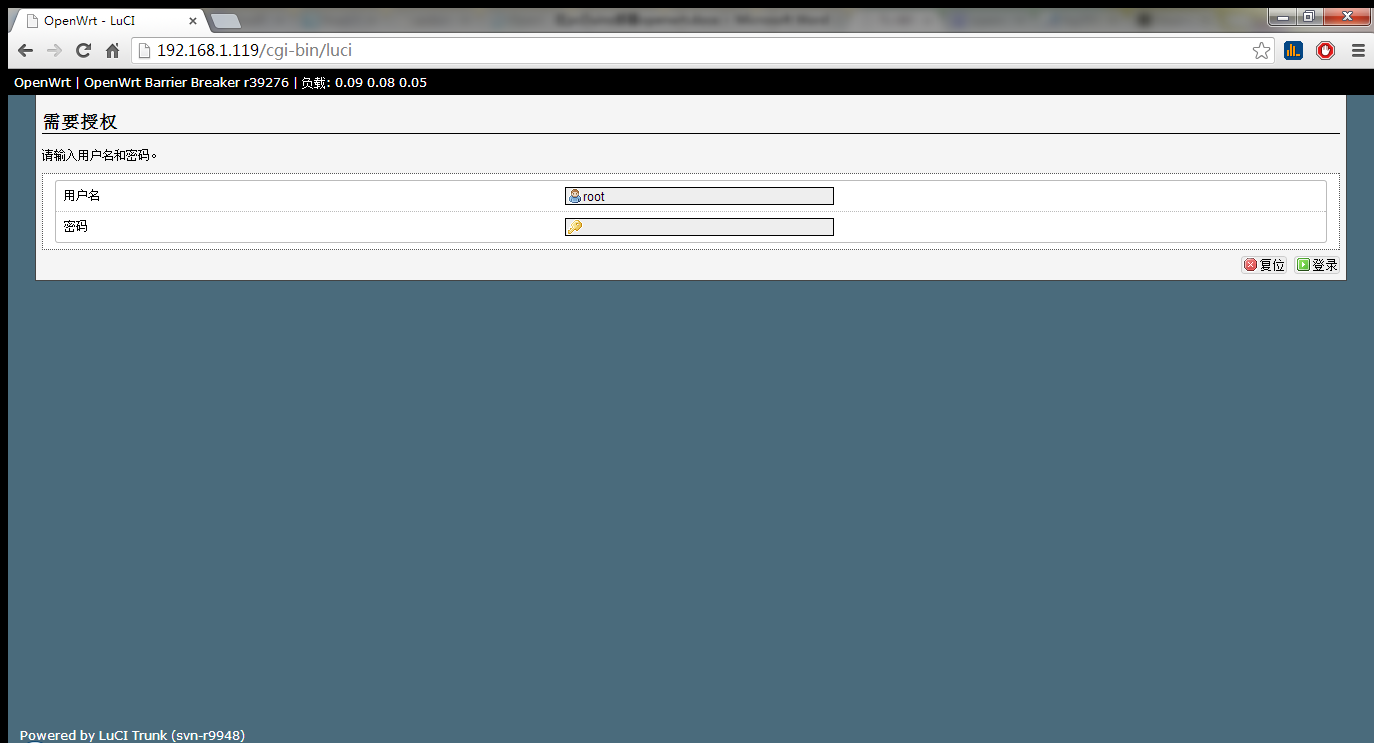 OpenWrt - LuCI
192.168.1.119/cgi-bin/luci
OpenWrt | OpenWrt Barrier Breaker r39276 | 负载: 0.09 0.08 0.05
需要授权
请输入用户名和密码。
用户名 root
密码
复位 登录
Powered by LuCI Trunk (svn-r9948)